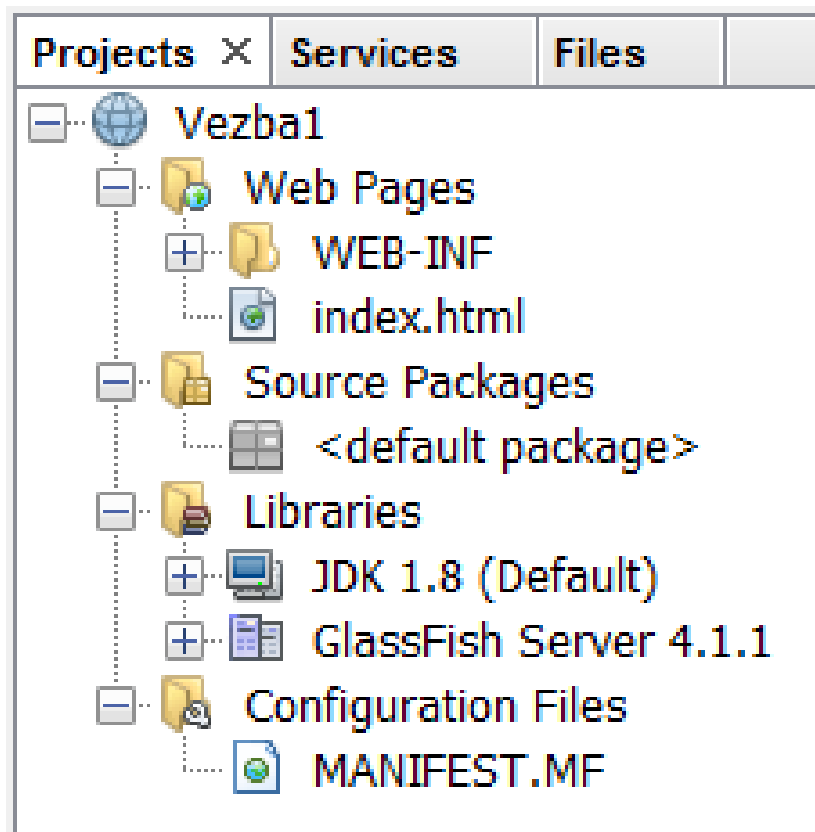 Projects Services Files
Vezba1
Web Pages
WEB-INF
index.html
Source Packages
<default package>
Libraries
JDK 1.8 (Default)
GlassFish Server 4.1.1
Configuration Files
MANIFEST.MF